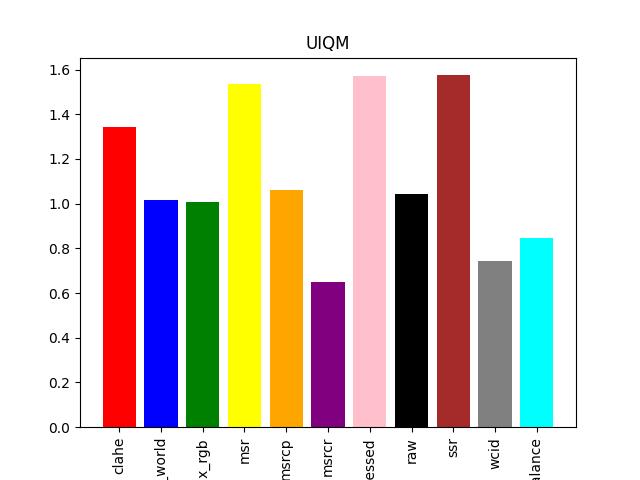 UIQM
1.6
1.4
1.2
1.0
0.8
0.6
0.4
0.2
0.0
clahe
_world
x_rgb
msr
msrcp
msrcr
essed
raw
ssr
wcid
alance